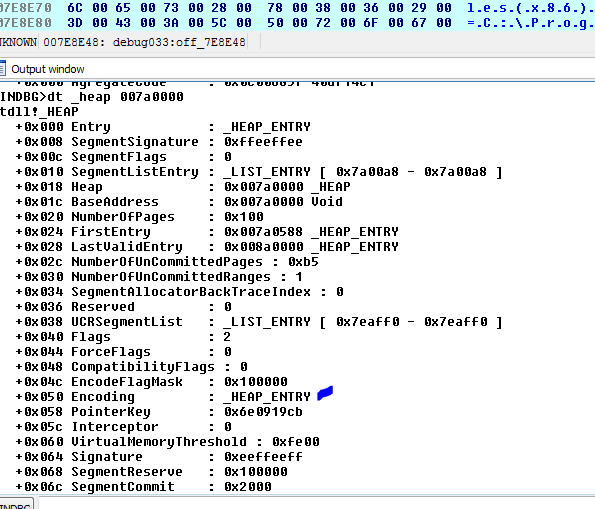 7E8E70 6C 00 65 00 73 00 28 00 78 00 38 00 36 00 29 00 l.e.s.(.x.8.6.).
7E8E80 3D 00 43 00 3A 00 5C 00 50 00 72 00 6F 00 67 00 =.C.:.\.P.r.o.g.
NKNOWN 007E8E48: debug033:off_7E8E48
Output window
INDBG>dt _heap 007a0000
tdll!_HEAP
+0x000 Entry : _HEAP_ENTRY
+0x008 SegmentSignature : 0xffeeffee
+0x00c SegmentFlags : 0
+0x010 SegmentListEntry : _LIST_ENTRY [ 0x7a00a8 - 0x7a00a8 ]
+0x018 Heap : 0x007a0000 _HEAP
+0x01c BaseAddress : 0x007a0000 Void
+0x020 NumberOfPages : 0x100
+0x024 FirstEntry : 0x007a0588 _HEAP_ENTRY
+0x028 LastValidEntry : 0x008a0000 _HEAP_ENTRY
+0x02c NumberOfUnCommittedPages : 0xb5
+0x030 NumberOfUnCommittedRanges : 1
+0x034 SegmentAllocatorBackTraceIndex : 0
+0x036 Reserved : 0
+0x038 UCRSegmentList : _LIST_ENTRY [ 0x7eaff0 - 0x7eaff0 ]
+0x040 Flags : 2
+0x044 ForceFlags : 0
+0x048 CompatibilityFlags : 0
+0x04c EncodeFlagMask : 0x100000
+0x050 Encoding : _HEAP_ENTRY
+0x058 PointerKey : 0x6e0919cb
+0x05c Interceptor : 0
+0x060 VirtualMemoryThreshold : 0xfe00
+0x064 Signature : 0xeeffeeff
+0x068 SegmentReserve : 0x100000
+0x06c SegmentCommit : 0x2000
INDBG